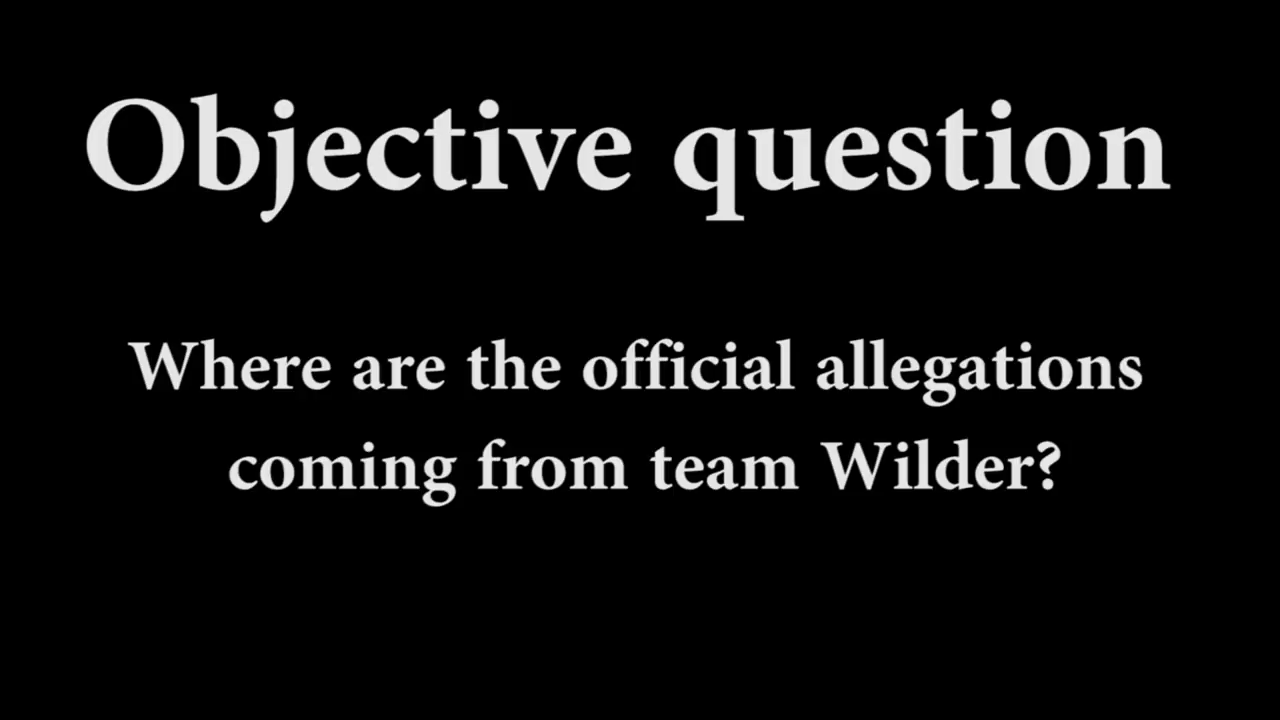 Objective question
Where are the official allegations
coming from team Wilder?